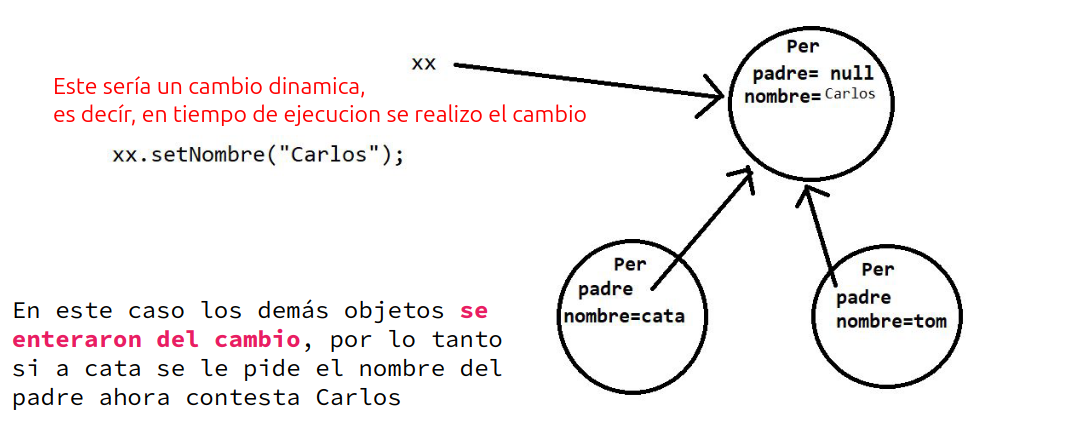 xx
Este sería un cambio dinamica,
es decír, en tiempo de ejecucion se realizo el cambio
xx.setNombre("Carlos");
Per
padre= null
nombre=Carlos
Per
padre
nombre=cata
Per
padre
nombre=tom
En este caso los demás objetos se
enteraron del cambio, por lo tanto
si a cata se le pide el nombre del
padre ahora contesta Carlos